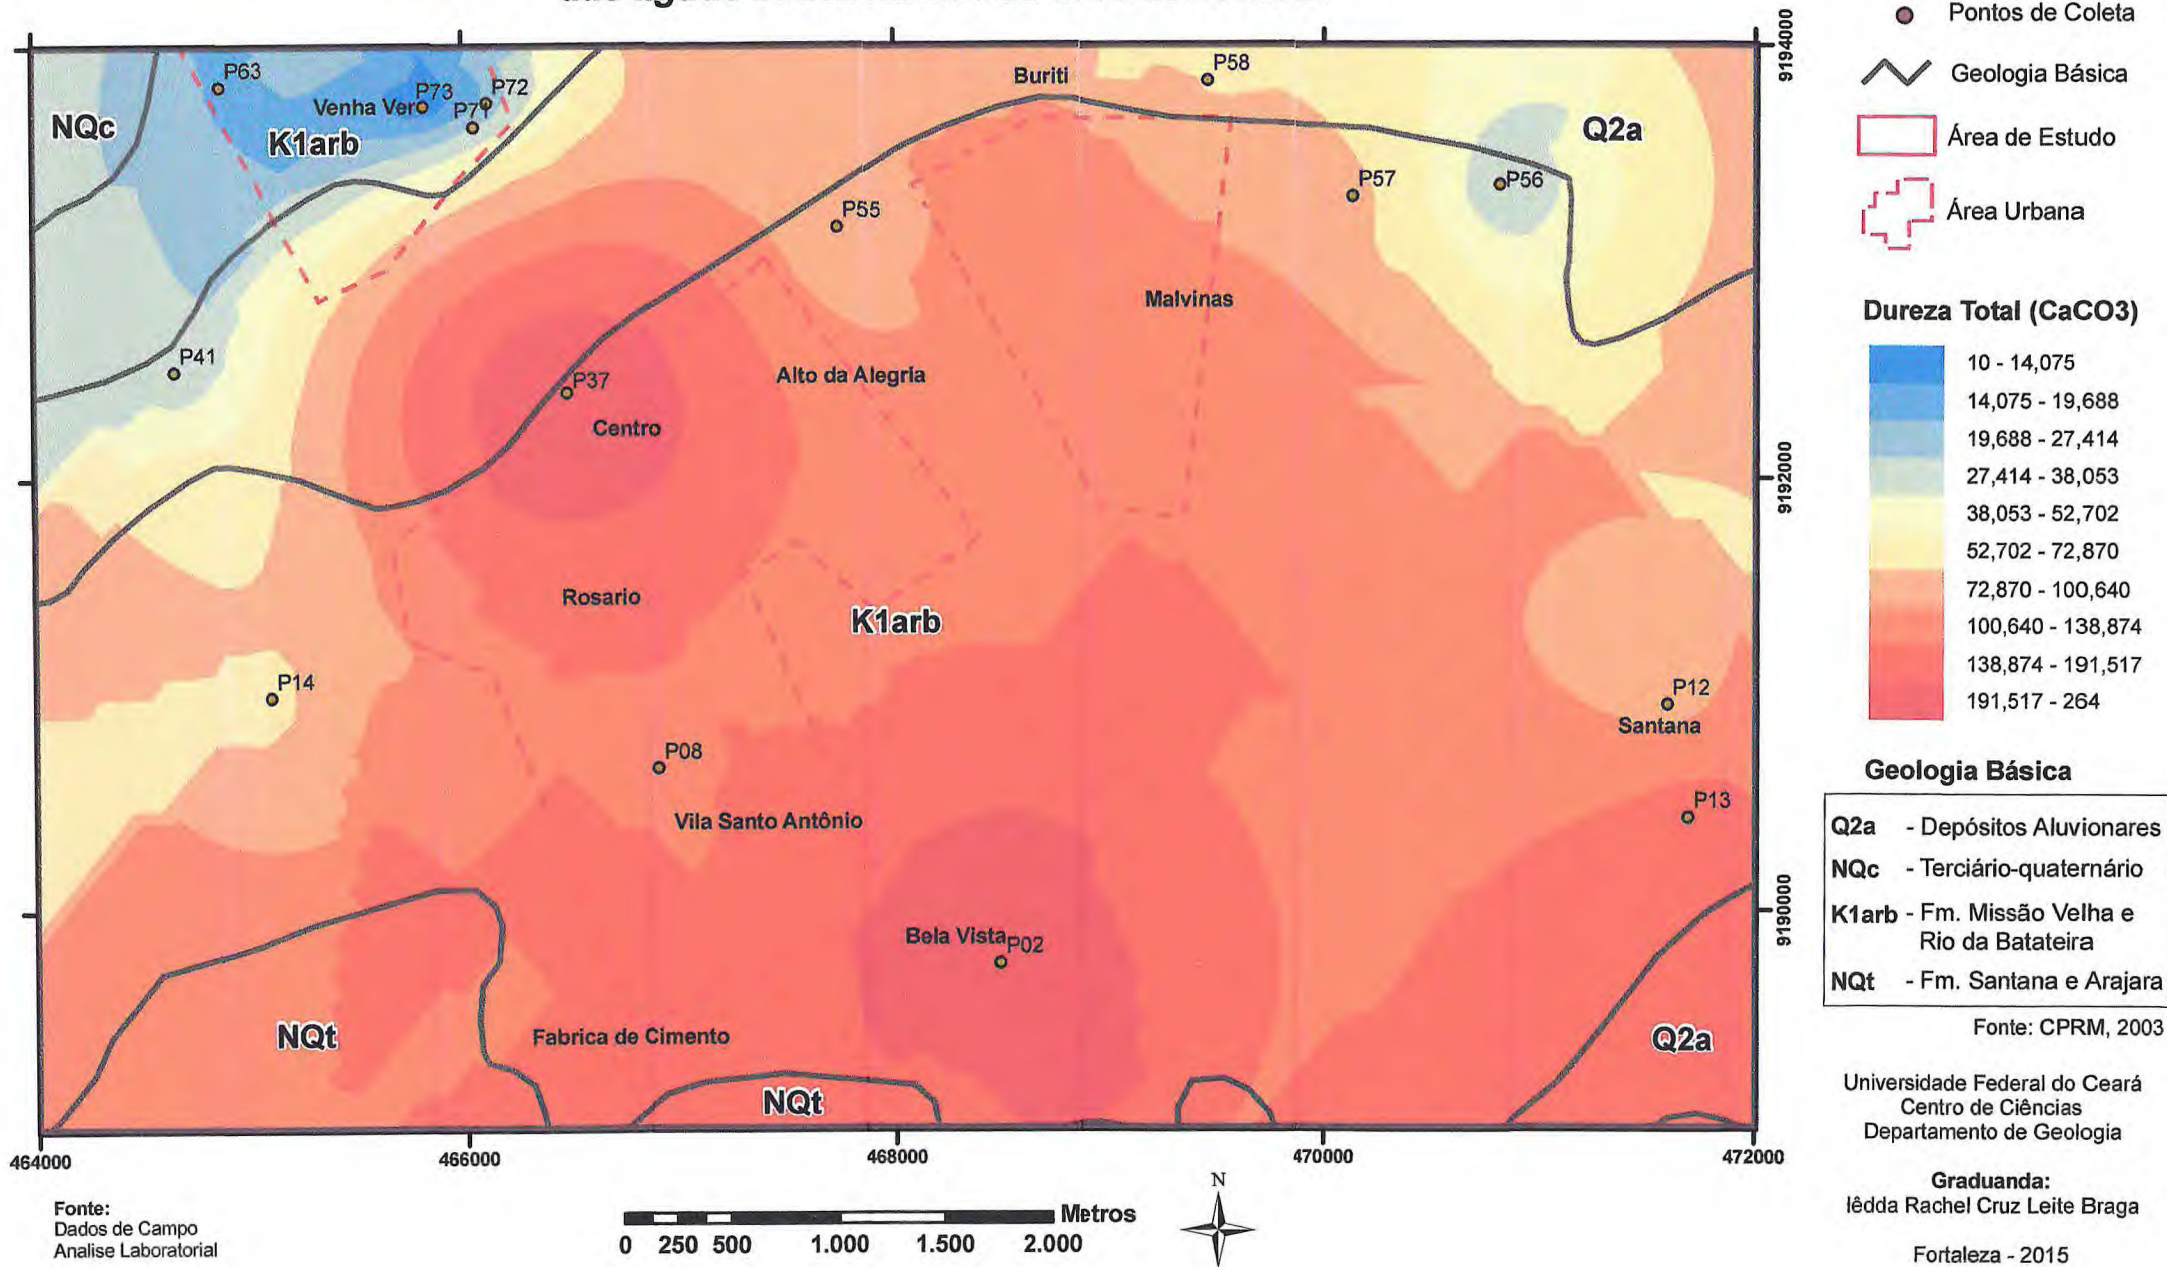 Pontos de Coleta
Geologia Básica
Área de Estudo
Área Urbana
Dureza Total (CaCO3)
10 - 14,075
14,075 - 19,688
19,688 - 27,414
27,414 - 38,053
38,053 - 52,702
52,702 - 72,870
72,870 - 100,640
100,640 - 138,874
138,874 - 191,517
191,517 - 264
Geologia Básica
Q2a - Depósitos Aluvionares
NQc - Terciário-quaternário
K1arb - Fm. Missão Velha e
Rio da Batateira
NQt - Fm. Santana e Arajara
Fonte: CPRM, 2003
Universidade Federal do Ceará
Centro de Ciências
Departamento de Geologia
Graduanda:
Iêdda Rachel Cruz Leite Braga
Fortaleza - 2015
9194000
9192000
9190000
P63
P73
P72
Venha Ver
P71
NQc
K1arb
Buriti
P58
Q2a
P57
P56
P55
Malvinas
P41
P37
Alto da Alegria
Centro
Rosario
K1arb
P14
P12
Santana
P08
P13
Vila Santo Antônio
Bela Vista
P02
NQt
Fabrica de Cimento
Q2a
NQt
464000
466000
468000
470000
472000
Fonte:
Dados de Campo
Analise Laboratorial
Metros
0 250 500 1.000 1.500 2.000
N